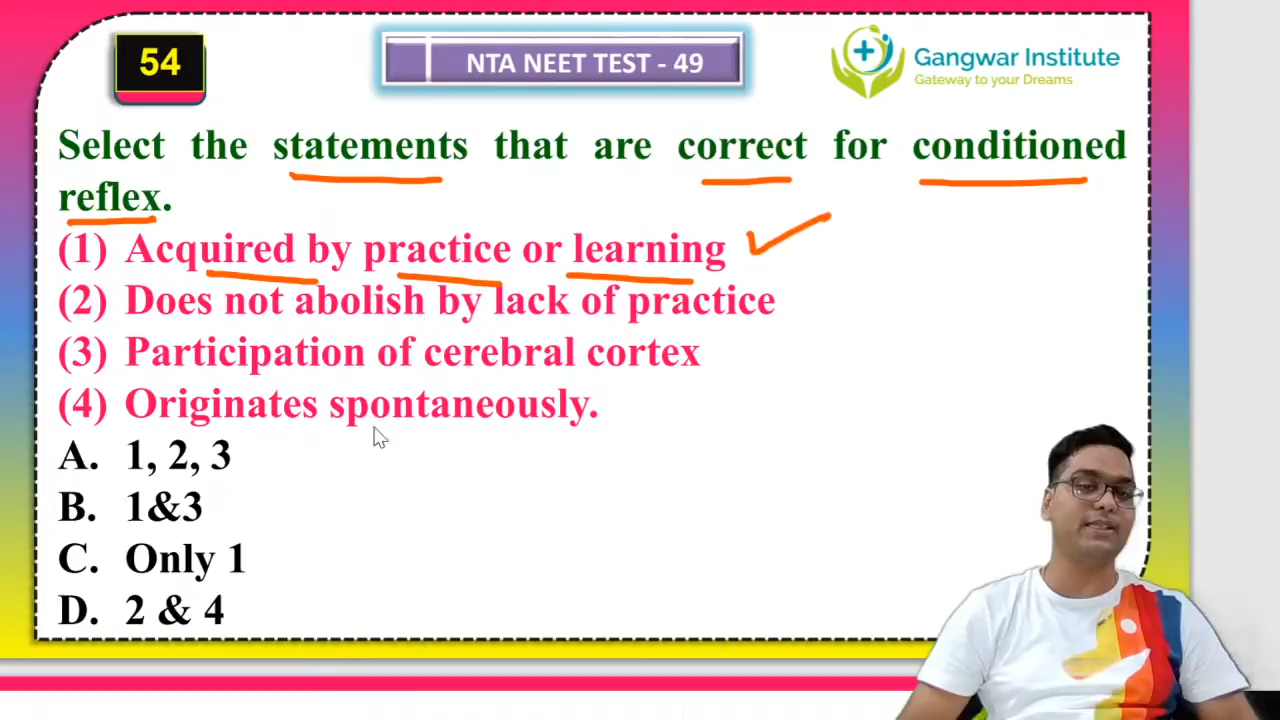 54
NTA NEET TEST - 49
Gangwar Institute
Gateway to your Dreams
Select the statements that are correct for conditioned
reflex.
(1) Acquired by practice or learning
(2) Does not abolish by lack of practice
(3) Participation of cerebral cortex
(4) Originates spontaneously.
A. 1, 2, 3
B. 1&3
C. Only 1
D. 2 & 4